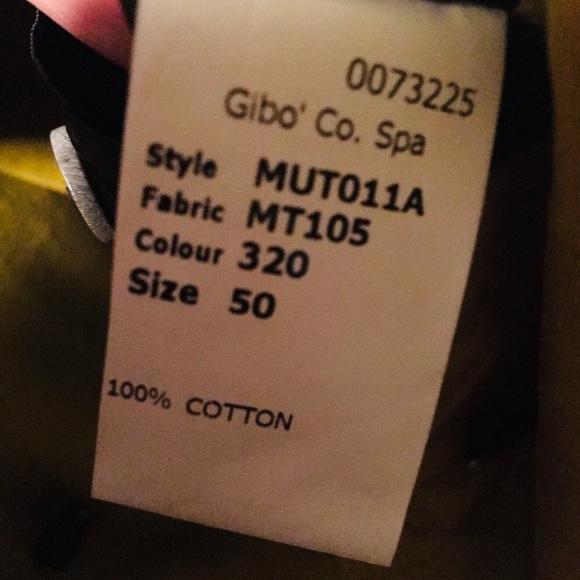 0073225
Gibo' Co. Spa
Style MUT011A
Fabric MT105
Colour 320
Size 50
100% COTTON